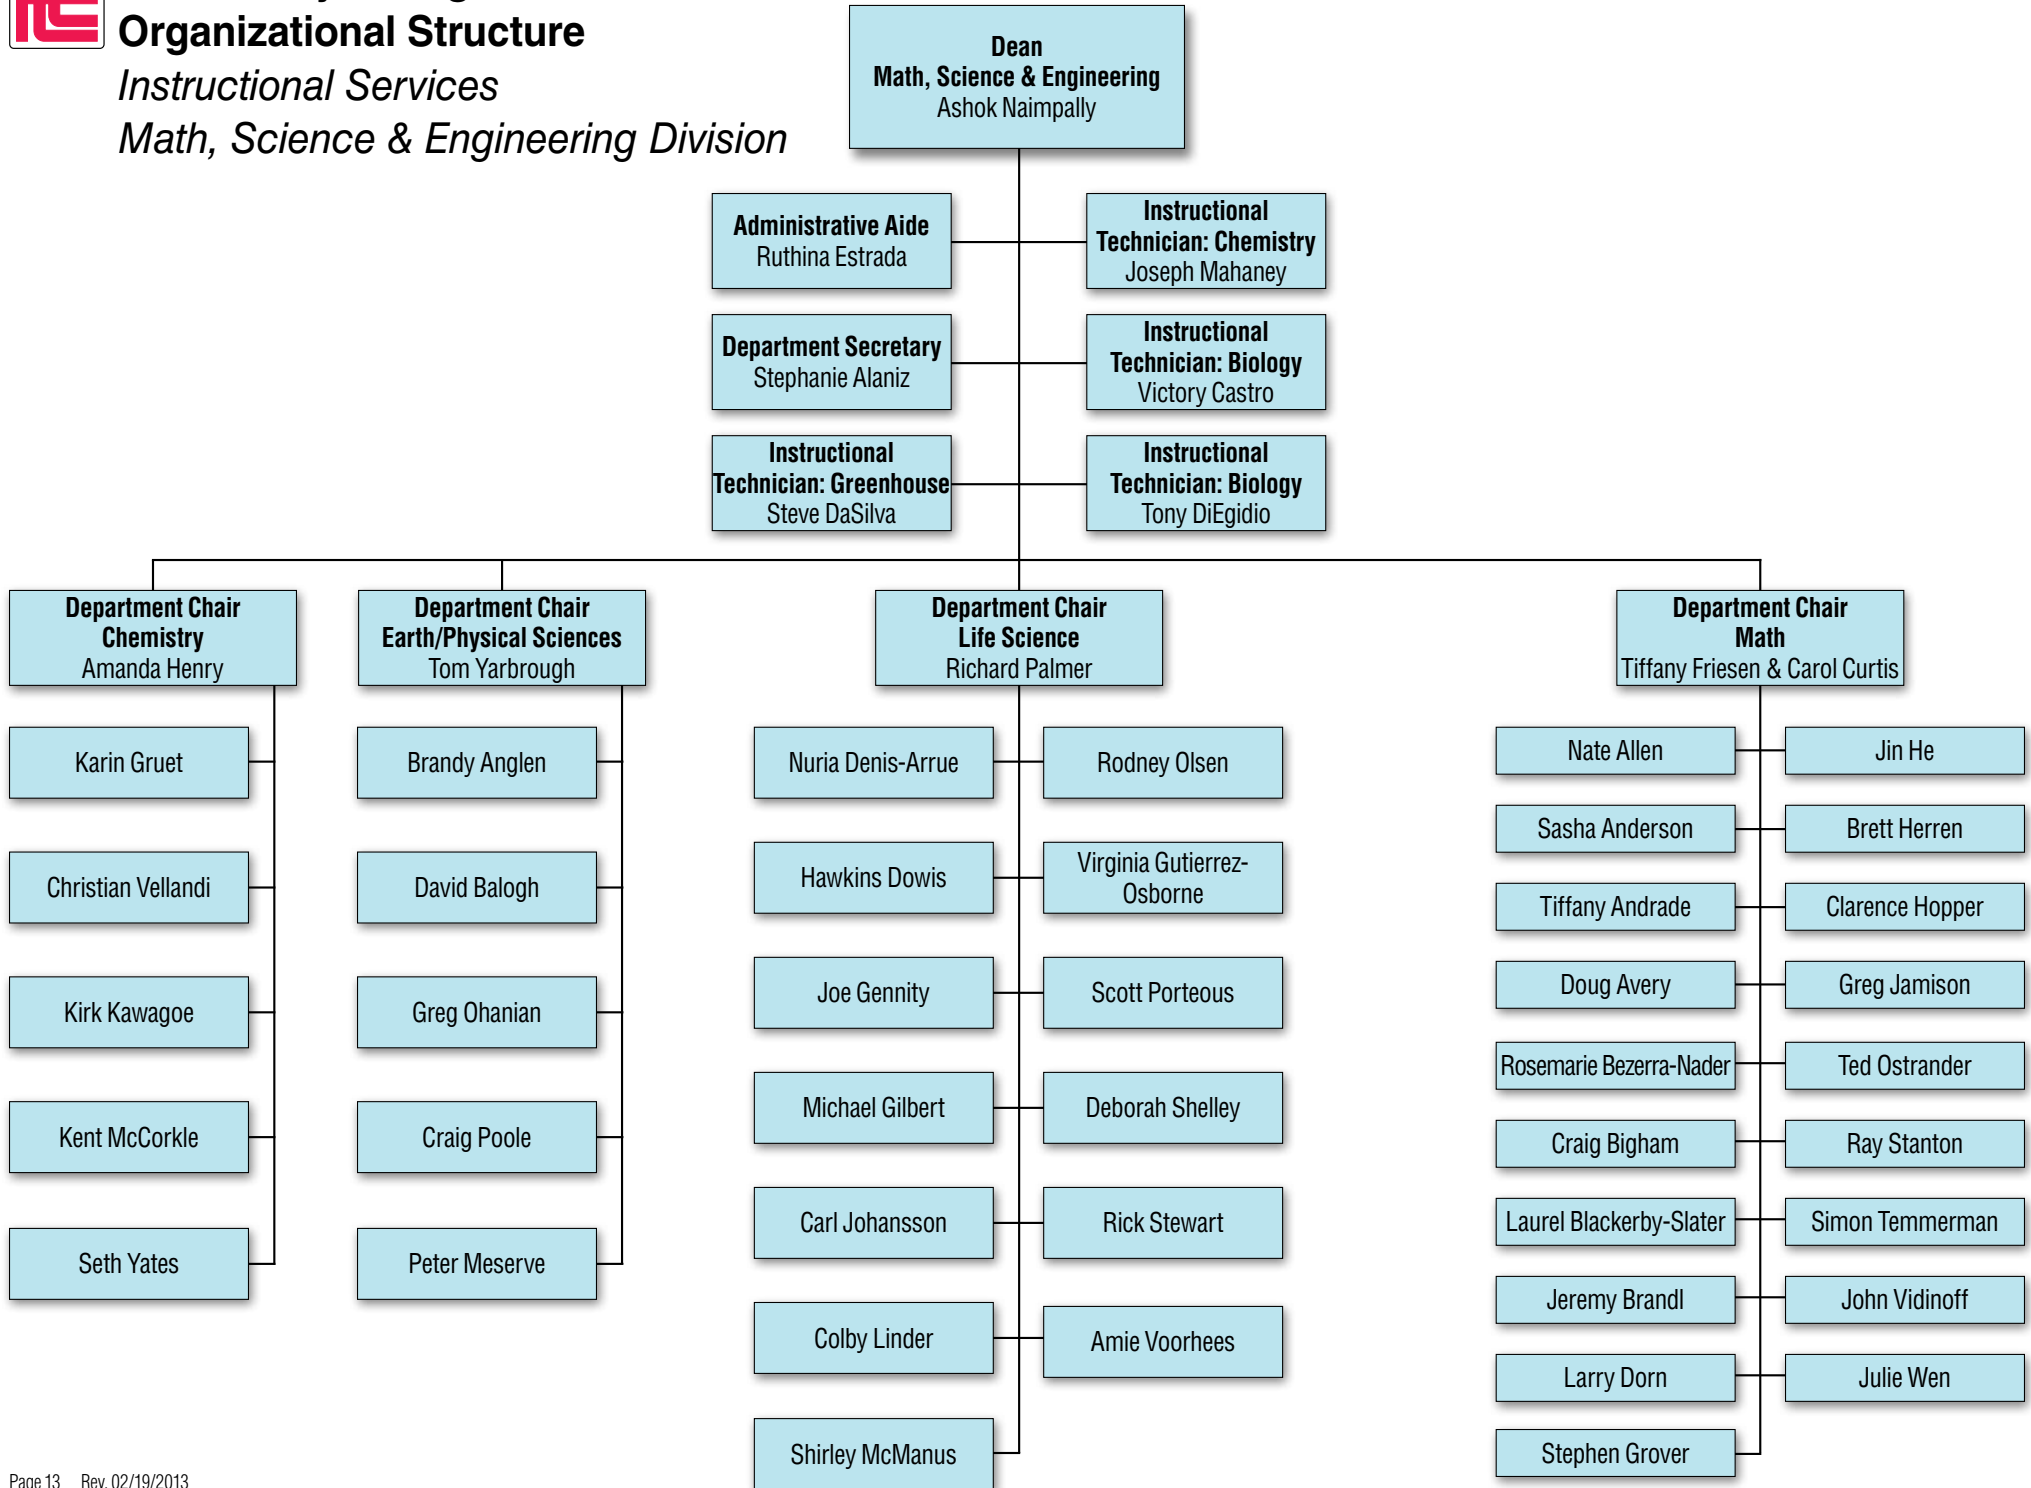 Organizational Structure
Instructional Services
Math, Science & Engineering Division
Dean
Math, Science & Engineering
Ashok Naimpally
Administrative Aide
Ruthina Estrada
Instructional
Technician: Chemistry
Joseph Mahaney
Department Secretary
Stephanie Alaniz
Instructional
Technician: Biology
Victory Castro
Instructional
Technician: Greenhouse
Steve DaSilva
Instructional
Technician: Biology
Tony DiEgidio
Department Chair
Chemistry
Amanda Henry
Karin Gruet
Christian Vellandi
Kirk Kawagoe
Kent McCorkle
Seth Yates
Department Chair
Earth/Physical Sciences
Tom Yarbrough
Brandy Anglen
David Balogh
Greg Ohanian
Craig Poole
Peter Meserve
Department Chair
Life Science
Richard Palmer
Nuria Denis-Arrue
Rodney Olsen
Hawkins Dowis
Virginia Gutierrez-
Osborne
Joe Gennity
Scott Porteous
Michael Gilbert
Deborah Shelley
Carl Johansson
Rick Stewart
Colby Linder
Amie Voorhees
Shirley McManus
Department Chair
Math
Tiffany Friesen & Carol Curtis
Nate Allen
Jin He
Sasha Anderson
Brett Herren
Tiffany Andrade
Clarence Hopper
Doug Avery
Greg Jamison
Rosemarie Bezerra-Nader
Ted Ostrander
Craig Bigham
Ray Stanton
Laurel Blackerby-Slater
Simon Temmerman
Jeremy Brandl
John Vidinoff
Larry Dorn
Julie Wen
Stephen Grover
Page 13 Rev. 02/19/2013